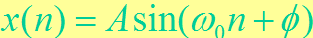 x(n) = A sin(ω₀n + ϕ)